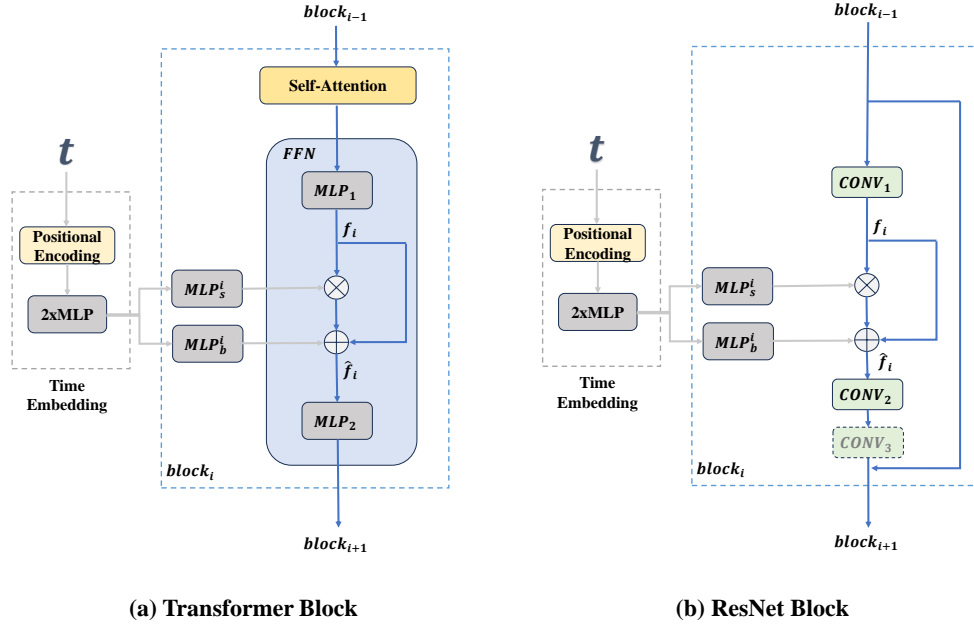 block_{i-1}
Self-Attention
FFN
t
MLP_1
f_i
Positional
Encoding
MLP_s^i
2xMLP
MLP_b^i
Time
Embedding
\hat{f}_i
MLP_2
block_i
block_{i+1}
(a) Transformer Block
block_{i-1}
t
CONV_1
f_i
Positional
Encoding
MLP_s^i
2xMLP
MLP_b^i
Time
Embedding
\hat{f}_i
CONV_2
CONV_3
block_i
block_{i+1}
(b) ResNet Block